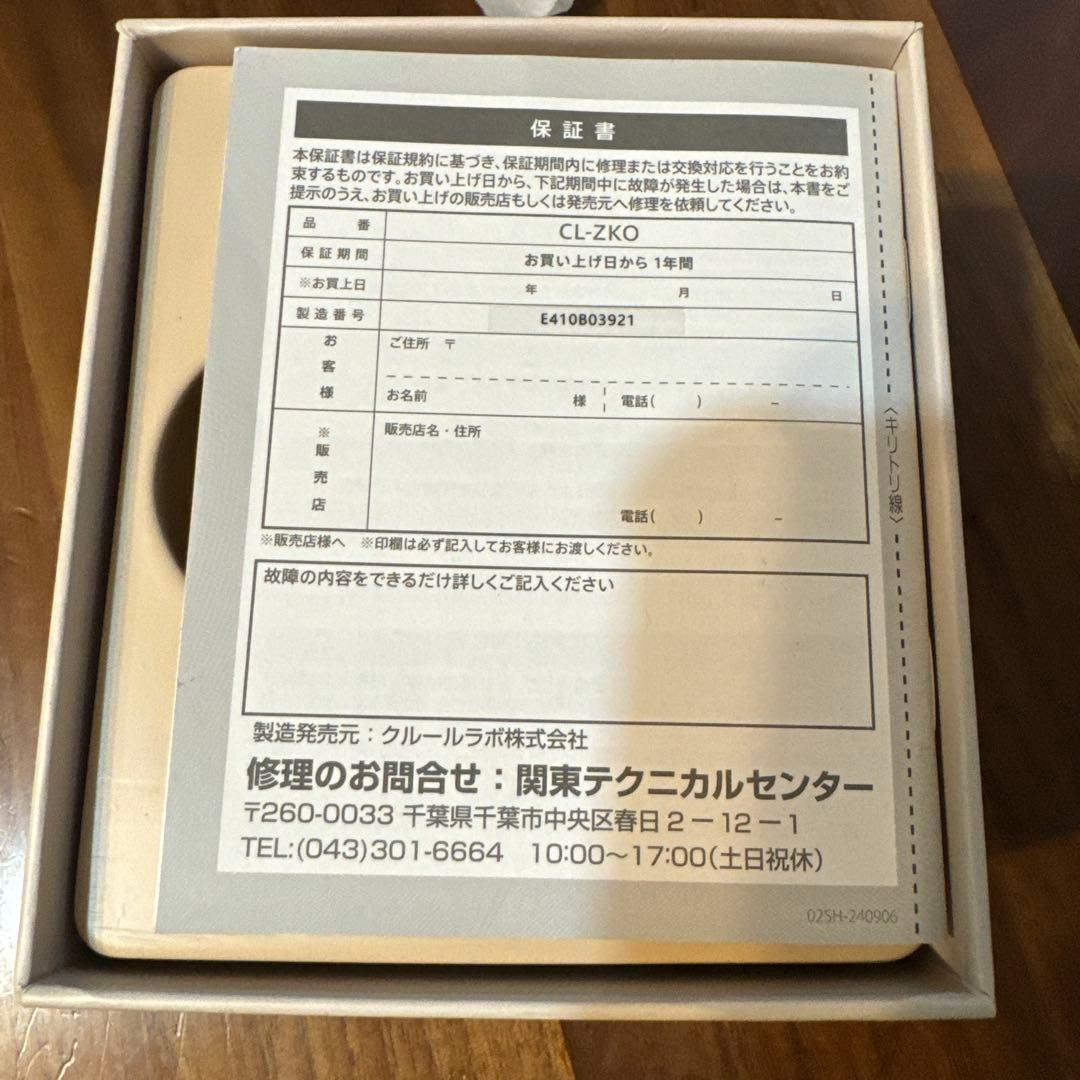 保証書
本保証書は保証規約に基づき、保証期間内に修理または交換対応を行うことをお約
束するものです。お買い上げ日から、下記期間中に故障が発生した場合は、本書をご
提示のうえ、お買い上げの販売店もしくは発売元へ修理を依頼してください。
品番 CL-ZKO
保証期間 お買い上げ日から1年間
※お買上日 年 月 日
製造番号 E410B03921
お客様 ご住所 〒
お名前 様 電話( ) –
※販売店 販売店名・住所
電話( ) –
※販売店様へ ※印欄は必ず記入してお客様にお渡しください。
故障の内容をできるだけ詳しくご記入ください
製造発売元：クルールラボ株式会社
修理のお問合せ：関東テクニカルセンター
〒260-0033 千葉県千葉市中央区春日2－12－1
TEL:(043)301-6664 10:00～17:00(土日祝休)
02SH-240906
〈キリトリ線〉